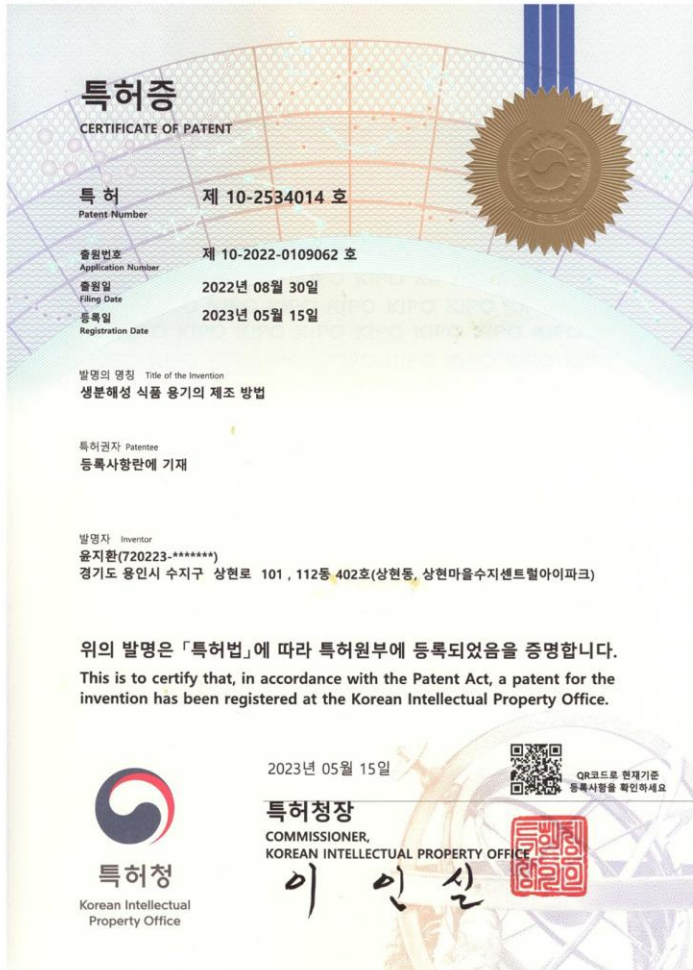 특허증
CERTIFICATE OF PATENT
특 허 제 10-2534014 호
Patent Number
출원번호 제 10-2022-0109062 호
Application Number
출원일 2022년 08월 30일
Filing Date
등록일 2023년 05월 15일
Registration Date
발명의 명칭 Title of the Invention
생분해성 식품 용기의 제조 방법
특허권자 Patentee
등록사항란에 기재
발명자 Inventor
윤지환(720223-*******)
경기도 용인시 수지구 상현로 101 , 112동 402호(상현동, 상현마을수지센트럴아이파크)
위의 발명은 「특허법」에 따라 특허원부에 등록되었음을 증명합니다.
This is to certify that, in accordance with the Patent Act, a patent for the
invention has been registered at the Korean Intellectual Property Office.
2023년 05월 15일
QR코드로 현재기준
등록사항을 확인하세요
특허청장
COMMISSIONER,
KOREAN INTELLECTUAL PROPERTY OFFICE
이 인 실
특허청
Korean Intellectual
Property Office